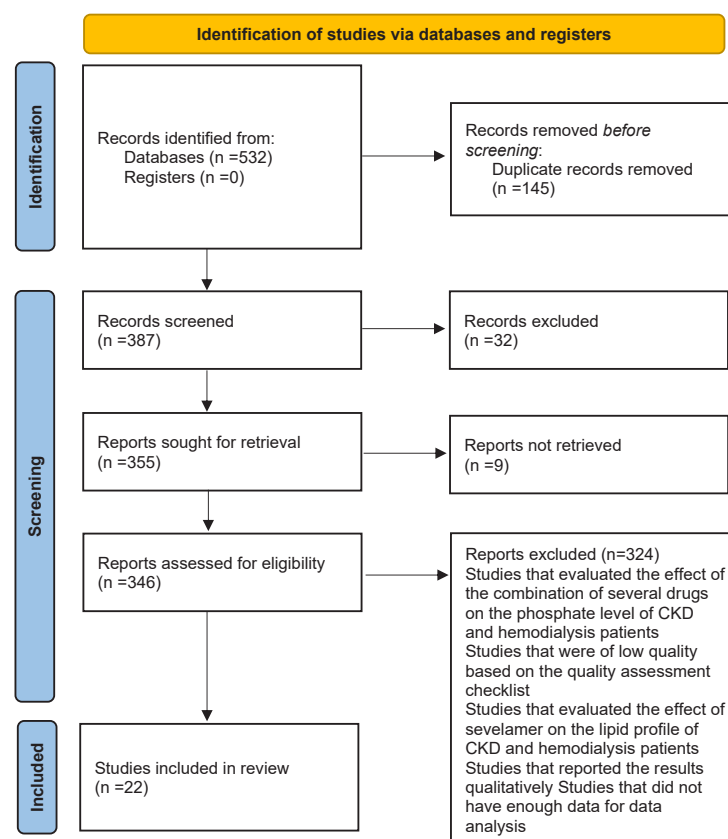 Identification of studies via databases and registers
Identification
Records identified from:
Databases (n =532)
Registers (n =0)
Records removed before
screening:
Duplicate records removed
(n =145)
Screening
Records screened
(n =387)
Records excluded
(n =32)
Reports sought for retrieval
(n =355)
Reports not retrieved
(n =9)
Reports assessed for eligibility
(n =346)
Reports excluded (n=324)
Studies that evaluated the effect of
the combination of several drugs
on the phosphate level of CKD
and hemodialysis patients
Studies that were of low quality
based on the quality assessment
checklist
Studies that evaluated the effect of
sevelamer on the lipid profile of
CKD and hemodialysis patients
Studies that reported the results
qualitatively Studies that did not
have enough data for data
analysis
Included
Studies included in review
(n =22)